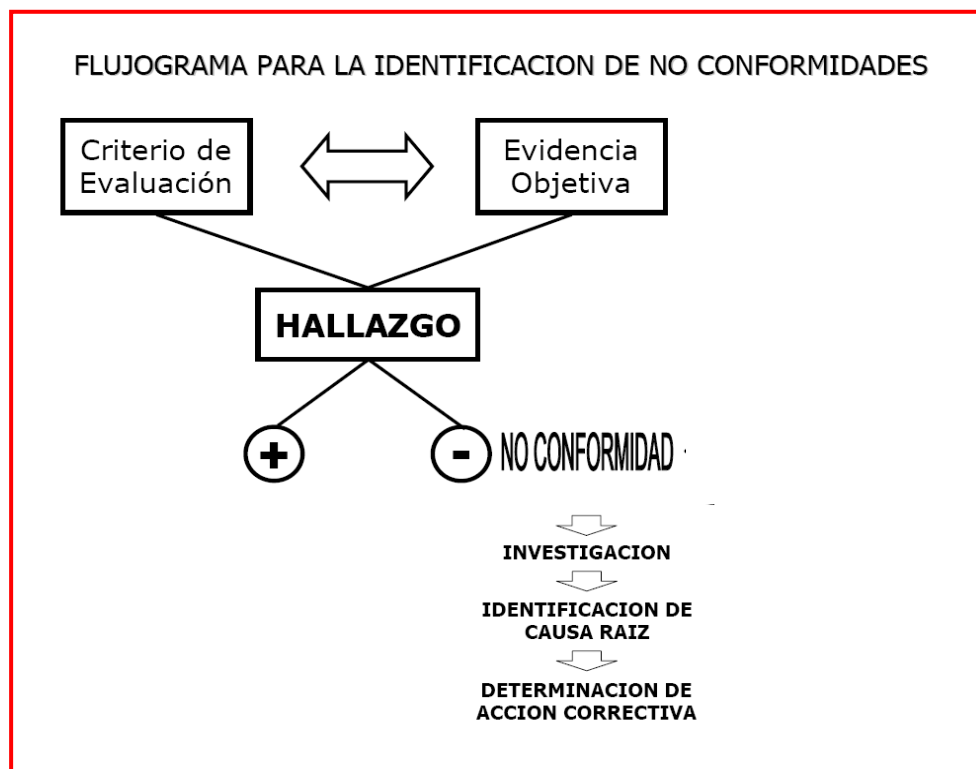 FLUJOGRAMA PARA LA IDENTIFICACION DE NO CONFORMIDADES
Criterio de
Evaluación
Evidencia
Objetiva
HALLAZGO
+
-
NO CONFORMIDAD
INVESTIGACION
IDENTIFICACION DE
CAUSA RAIZ
DETERMINACION DE
ACCION CORRECTIVA